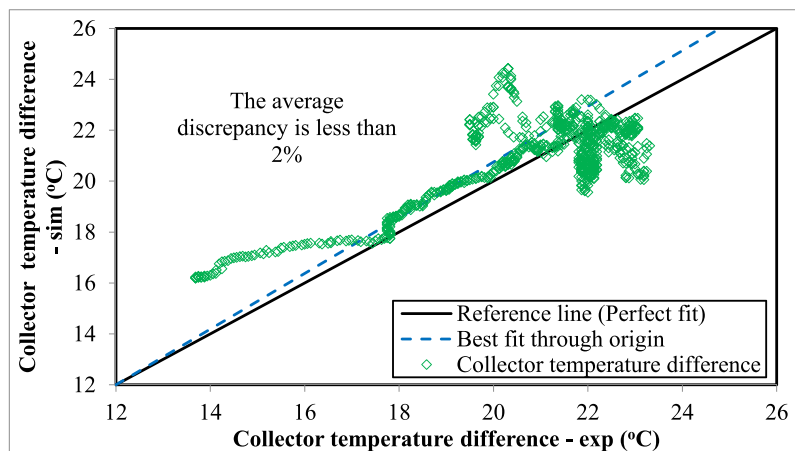 26
24
22
20
18
16
14
12
Collector temperature difference
- sim (ºC)
The average
discrepancy is less than
2%
Reference line (Perfect fit)
Best fit through origin
Collector temperature difference
12 14 16 18 20 22 24 26
Collector temperature difference - exp (ºC)